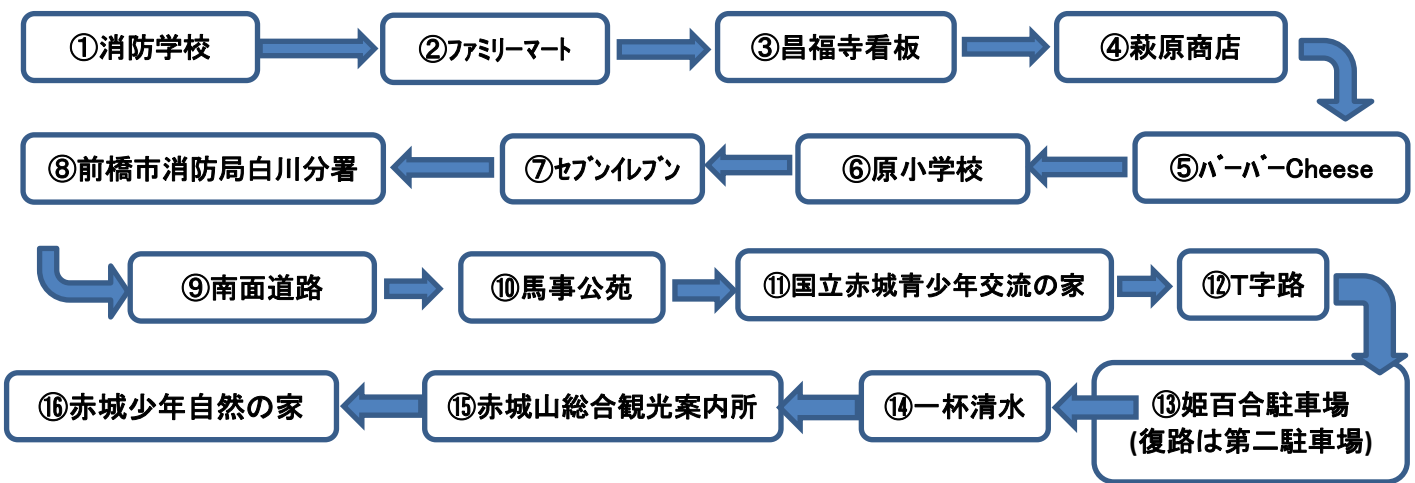 ①消防学校
②ﾌｧﾐﾘｰﾏｰﾄ
③昌福寺看板
④萩原商店
⑤ﾊﾞｰﾊﾞｰCheese
⑥原小学校
⑦ｾﾌﾞﾝｲﾚﾌﾞﾝ
⑧前橋市消防局白川分署
⑨南面道路
⑩馬事公苑
⑪国立赤城青少年交流の家
⑫T字路
⑬姫百合駐車場
(復路は第二駐車場)
⑭一杯清水
⑮赤城山総合観光案内所
⑯赤城少年自然の家